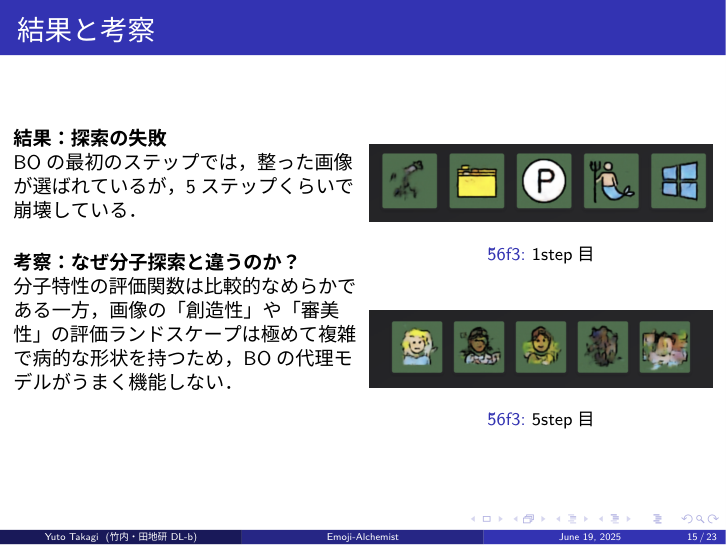 結果と考察
結果：探索の失敗
BO の最初のステップでは，整った画像
が選ばれているが，5 ステップくらいで
崩壊している．
考察：なぜ分子探索と違うのか？
分子特性の評価関数は比較的なめらかで
ある一方，画像の「創造性」や「審美
性」の評価ランドスケープは極めて複雑
で病的な形状を持つため，BO の代理モ
デルがうまく機能しない．
P
図 56f3: 1step 目
図 56f3: 5step 目
Yuto Takagi (竹内・田地研 DL-b)
Emoji-Alchemist
June 19, 2025
15 / 23